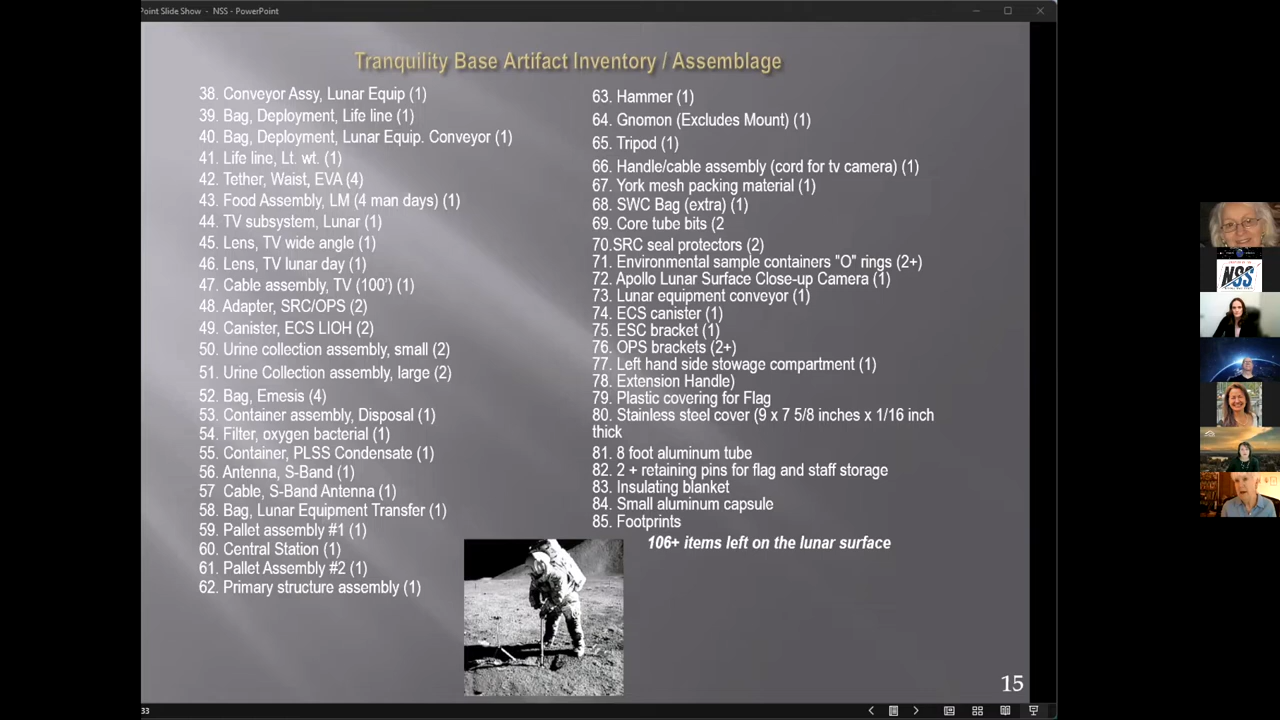 Point Slide Show - NSS - PowerPoint
Tranquility Base Artifact Inventory / Assemblage
38. Conveyor Assy, Lunar Equip (1)
39. Bag, Deployment, Life line (1)
40. Bag, Deployment, Lunar Equip. Conveyor (1)
41. Life line, Lt. wt. (1)
42. Tether, Waist, EVA (4)
43. Food Assembly, LM (4 man days) (1)
44. TV subsystem, Lunar (1)
45. Lens, TV wide angle (1)
46. Lens, TV lunar day (1)
47. Cable assembly, TV (100') (1)
48. Adapter, SRC/OPS (2)
49. Canister, ECS LIOH (2)
50. Urine collection assembly, small (2)
51. Urine Collection assembly, large (2)
52. Bag, Emesis (4)
53. Container assembly, Disposal (1)
54. Filter, oxygen bacterial (1)
55. Container, PLSS Condensate (1)
56. Antenna, S-Band (1)
57 Cable, S-Band Antenna (1)
58. Bag, Lunar Equipment Transfer (1)
59. Pallet assembly #1 (1)
60. Central Station (1)
61. Pallet Assembly #2 (1)
62. Primary structure assembly (1)
63. Hammer (1)
64. Gnomon (Excludes Mount) (1)
65. Tripod (1)
66. Handle/cable assembly (cord for tv camera) (1)
67. York mesh packing material (1)
68. SWC Bag (extra) (1)
69. Core tube bits (2
70.SRC seal protectors (2)
71. Environmental sample containers "O" rings (2+)
72. Apollo Lunar Surface Close-up Camera (1)
73. Lunar equipment conveyor (1)
74. ECS canister (1)
75. ESC bracket (1)
76. OPS brackets (2+)
77. Left hand side stowage compartment (1)
78. Extension Handle)
79. Plastic covering for Flag
80. Stainless steel cover (9 x 7 5/8 inches x 1/16 inch
thick
81. 8 foot aluminum tube
82. 2 + retaining pins for flag and staff storage
83. Insulating blanket
84. Small aluminum capsule
85. Footprints
106+ items left on the lunar surface
15
33
NSS